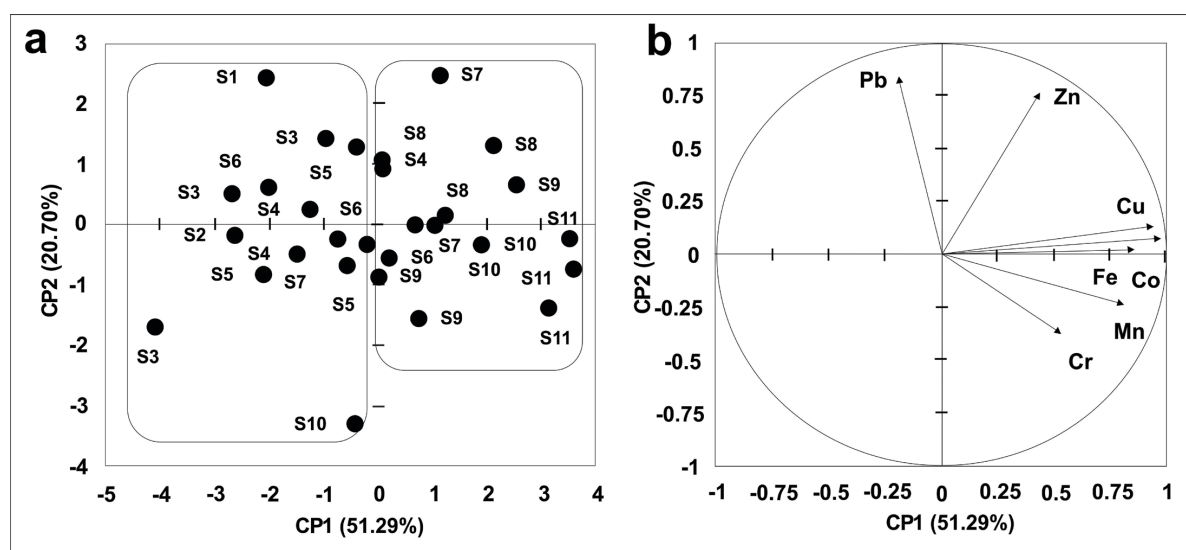 a
3
2
1
0
-1
-2
-3
-4
CP2 (20.70%)
S1
S7
S3
S8
S8
S6
S5
S4
S3
S4
S6
S8
S9
S11
S2
S4
S7
S10
S5
S7
S6
S10
S5
S9
S11
S9
S11
S3
S10
-5
-4
-3
-2
-1
0
1
2
3
4
CP1 (51.29%)
b
1
0.75
0.5
0.25
0
-0.25
-0.5
-0.75
-1
CP2 (20.70%)
Pb
Zn
Cu
Fe
Co
Mn
Cr
-1
-0.75
-0.5
-0.25
0
0.25
0.5
0.75
1
CP1 (51.29%)